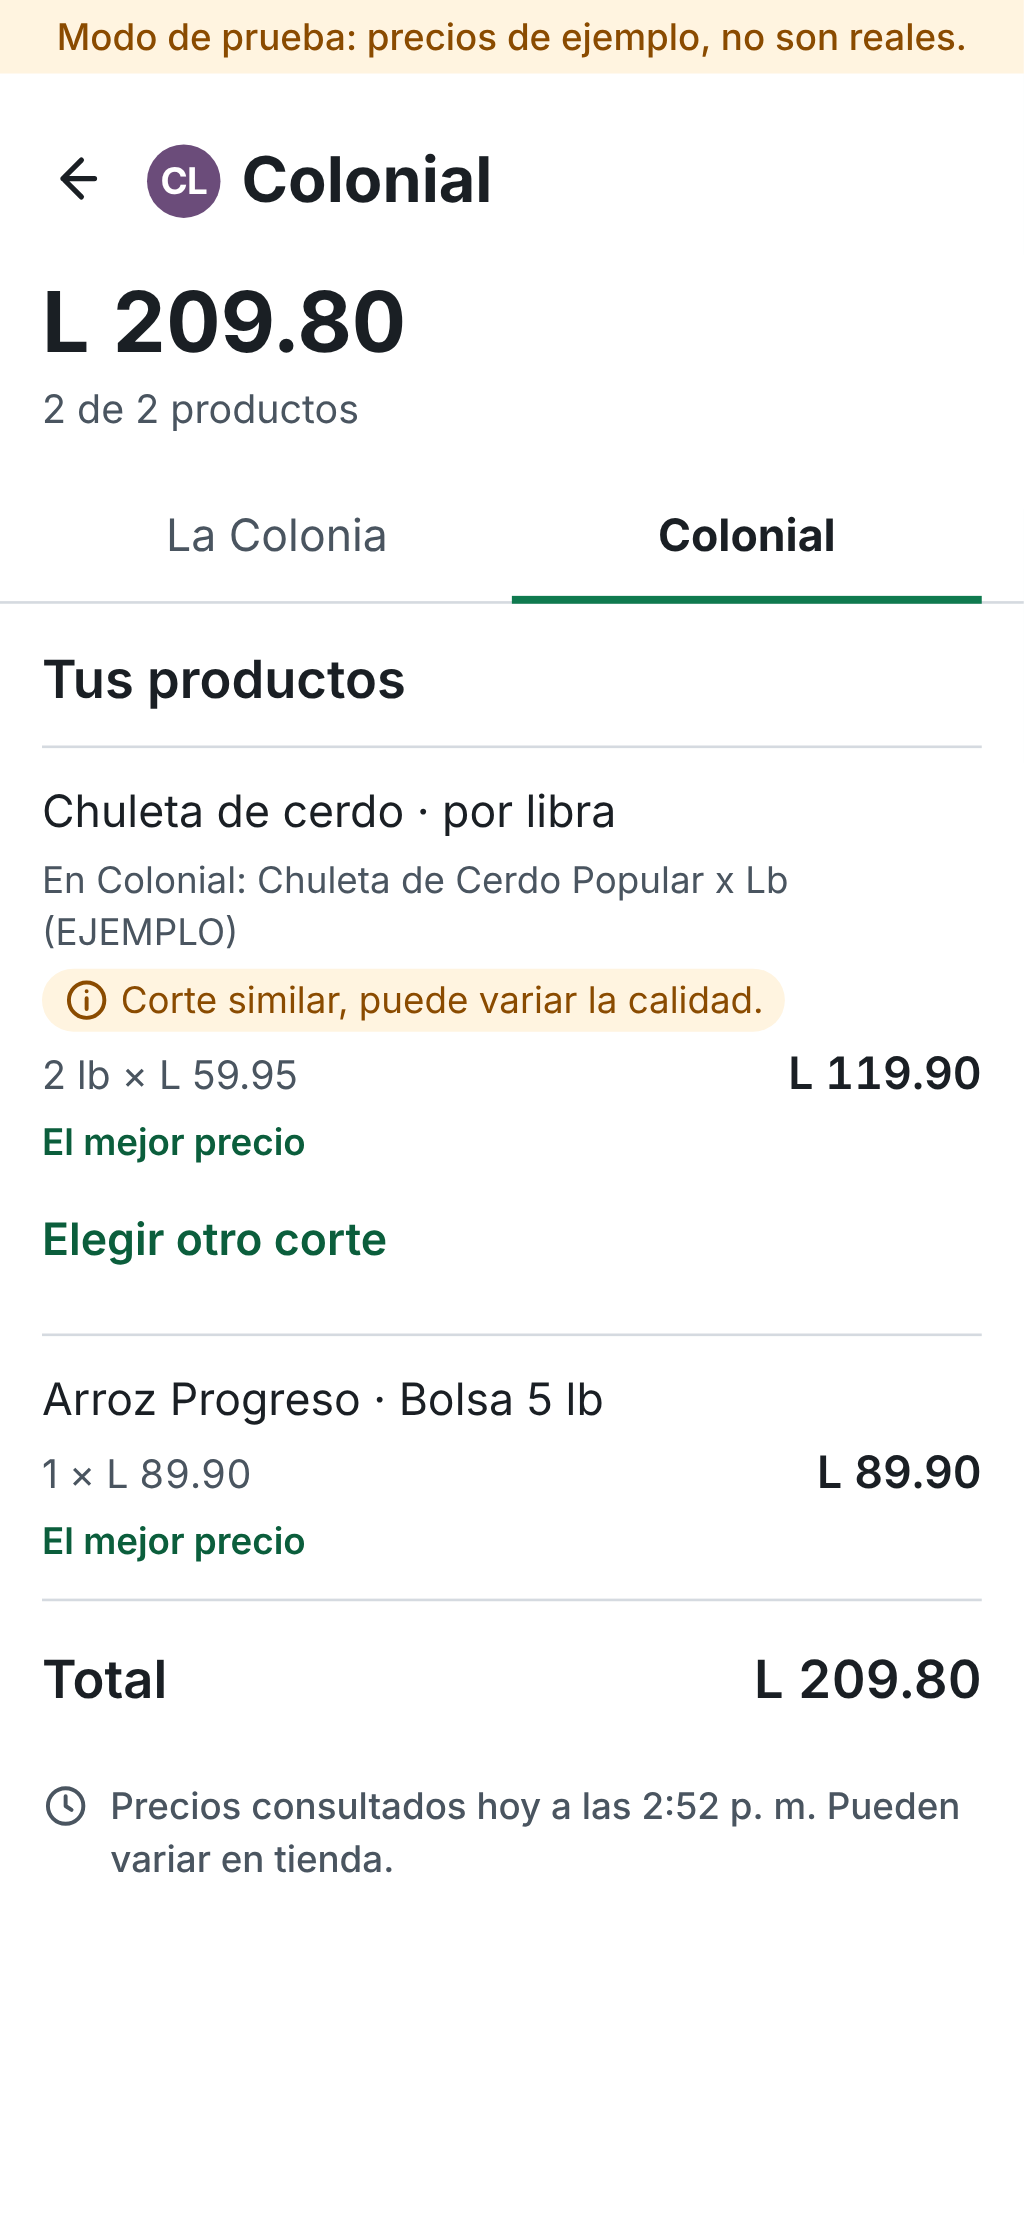 Modo de prueba: precios de ejemplo, no son reales.
CL Colonial
L 209.80
2 de 2 productos
La Colonia Colonial
Tus productos
Chuleta de cerdo · por libra
En Colonial: Chuleta de Cerdo Popular x Lb
(EJEMPLO)
Corte similar, puede variar la calidad.
2 lb × L 59.95 L 119.90
El mejor precio
Elegir otro corte
Arroz Progreso · Bolsa 5 lb
1 × L 89.90 L 89.90
El mejor precio
Total L 209.80
Precios consultados hoy a las 2:52 p. m. Pueden
variar en tienda.